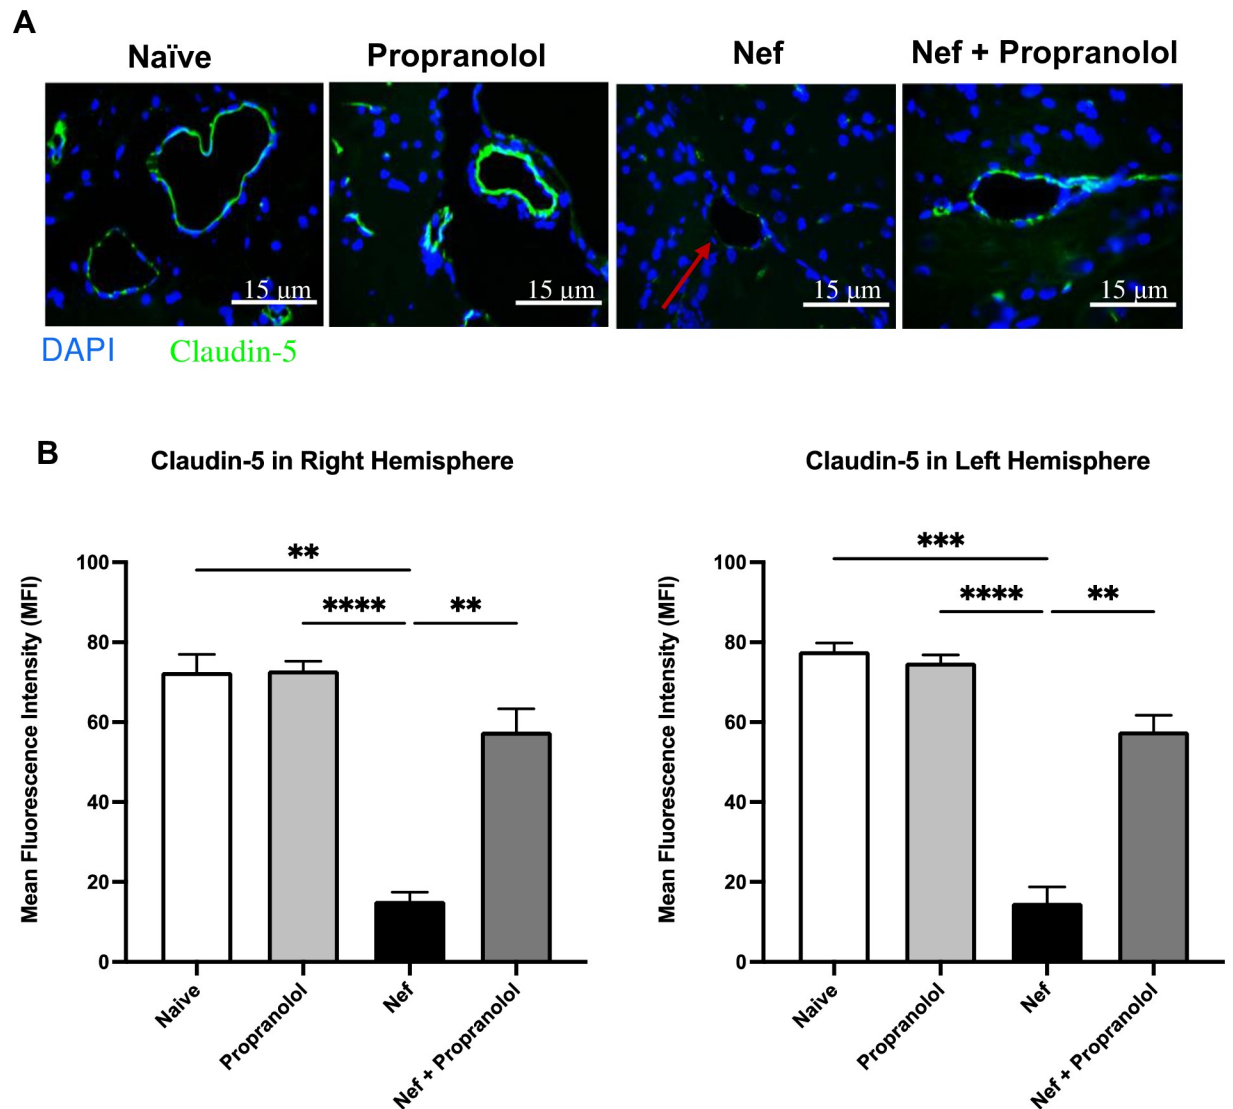 A
Naïve
Propranolol
Nef
Nef + Propranolol
15 μm
15 μm
15 μm
15 μm
DAPI
Claudin-5
B
Claudin-5 in Right Hemisphere
Mean Fluorescence Intensity (MFI)
100
80
60
40
20
0
**
****
**
Naive
Propranolol
Nef
Nef + Propranolol
Claudin-5 in Left Hemisphere
Mean Fluorescence Intensity (MFI)
100
80
60
40
20
0
***
****
**
Naive
Propranolol
Nef
Nef + Propranolol